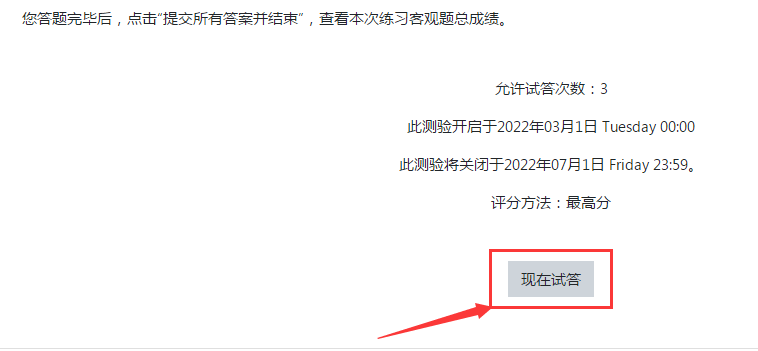 您答题完毕后，点击“提交所有答案并结束”，查看本次练习客观题总成绩。
允许试答次数：3
此测验开启于2022年03月1日 Tuesday 00:00
此测验将关闭于2022年07月1日 Friday 23:59。
评分方法：最高分
现在试答